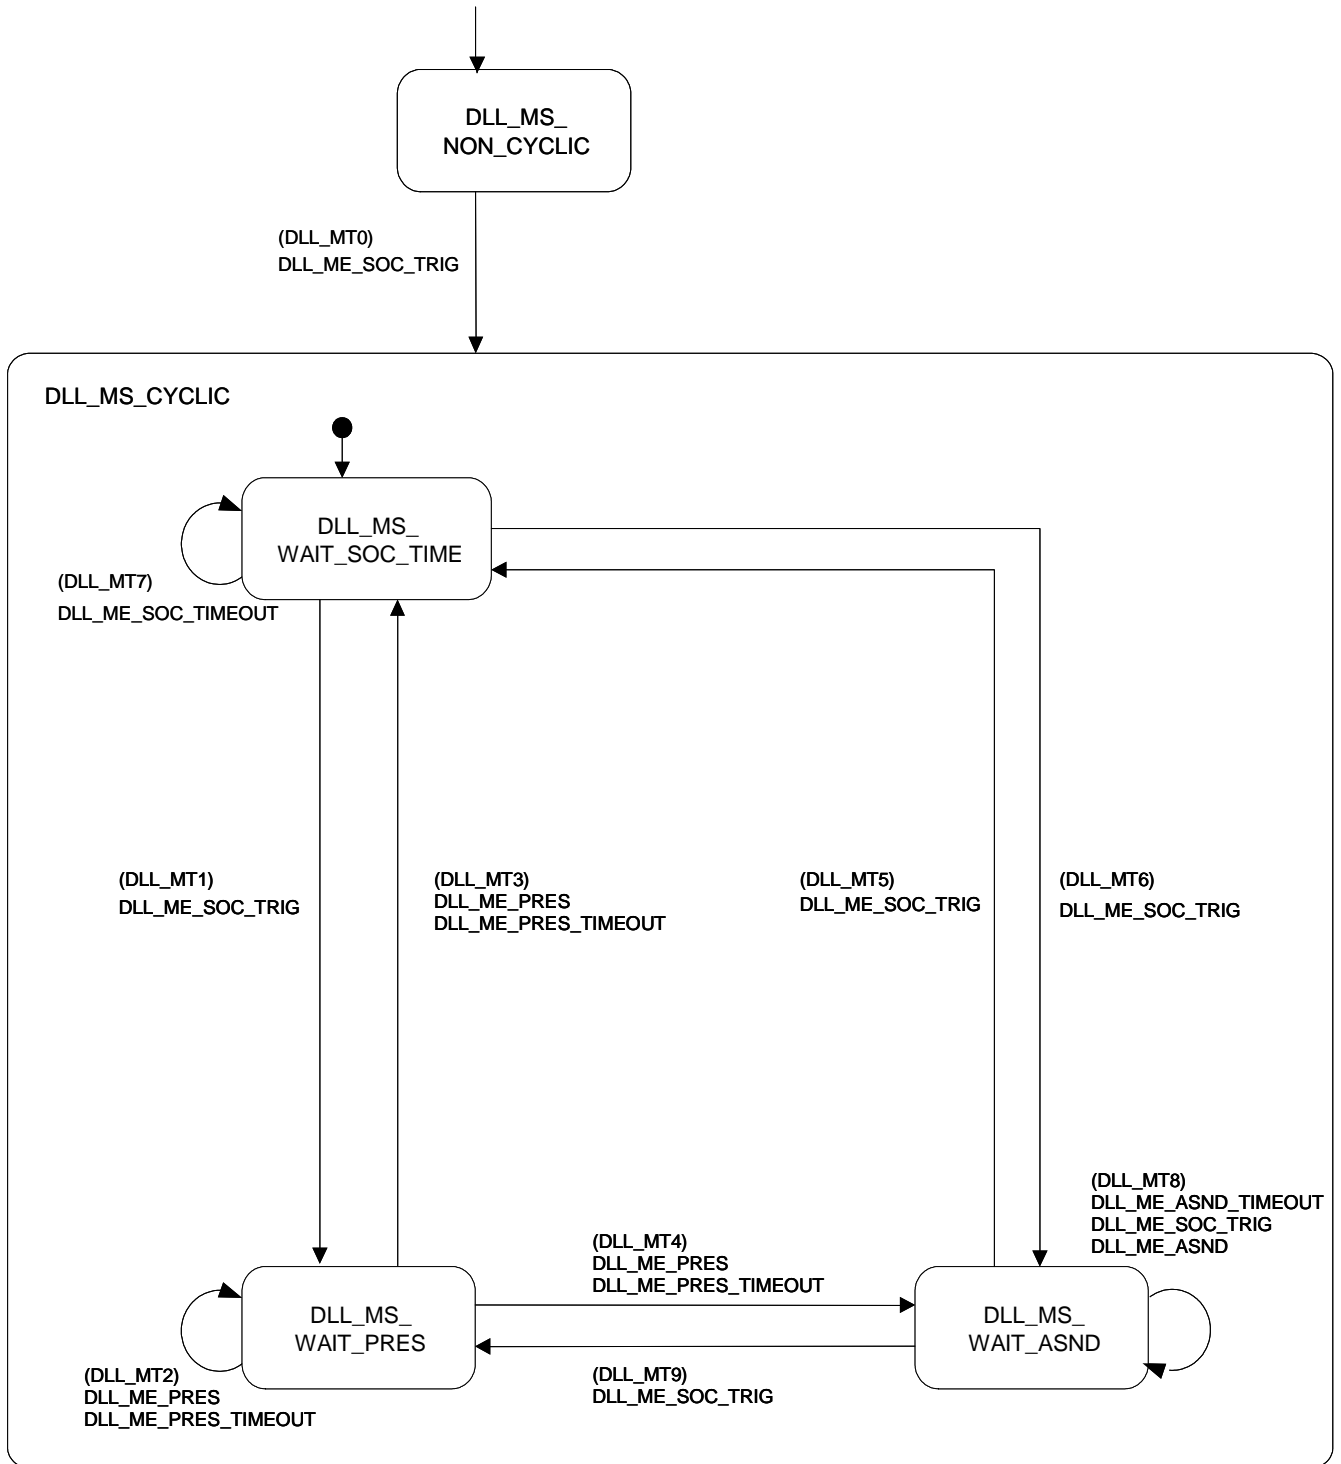 DLL_MS_
NON_CYCLIC
(DLL_MT0)
DLL_ME_SOC_TRIG
DLL_MS_CYCLIC
DLL_MS_
WAIT_SOC_TIME
(DLL_MT7)
DLL_ME_SOC_TIMEOUT
(DLL_MT1)
DLL_ME_SOC_TRIG
(DLL_MT3)
DLL_ME_PRES
DLL_ME_PRES_TIMEOUT
(DLL_MT5)
DLL_ME_SOC_TRIG
(DLL_MT6)
DLL_ME_SOC_TRIG
(DLL_MT8)
DLL_ME_ASND_TIMEOUT
DLL_ME_SOC_TRIG
DLL_ME_ASND
(DLL_MT4)
DLL_ME_PRES
DLL_ME_PRES_TIMEOUT
DLL_MS_
WAIT_PRES
DLL_MS_
WAIT_ASND
(DLL_MT2)
DLL_ME_PRES
DLL_ME_PRES_TIMEOUT
(DLL_MT9)
DLL_ME_SOC_TRIG